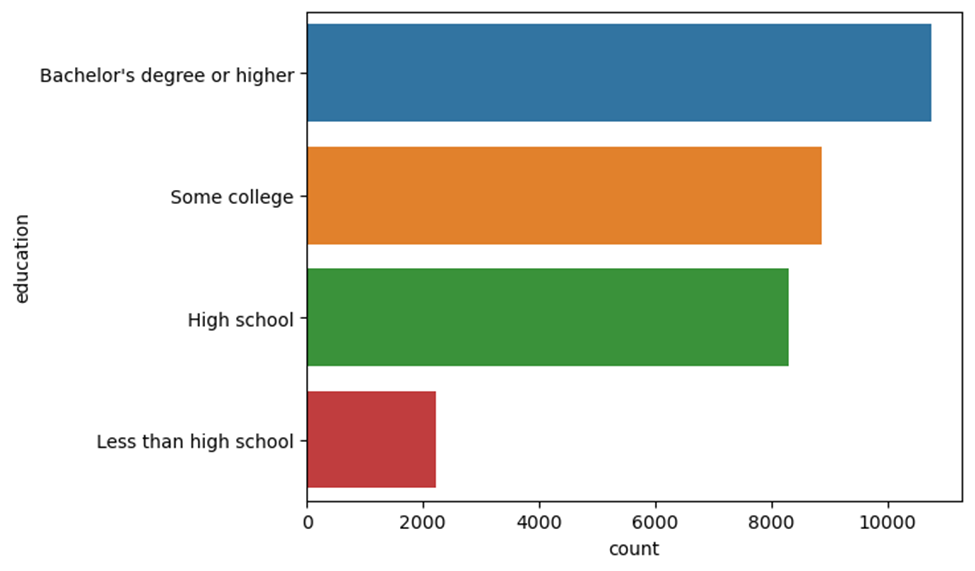 Bachelor's degree or higher
Some college
High school
Less than high school
education
0 2000 4000 6000 8000 10000
count